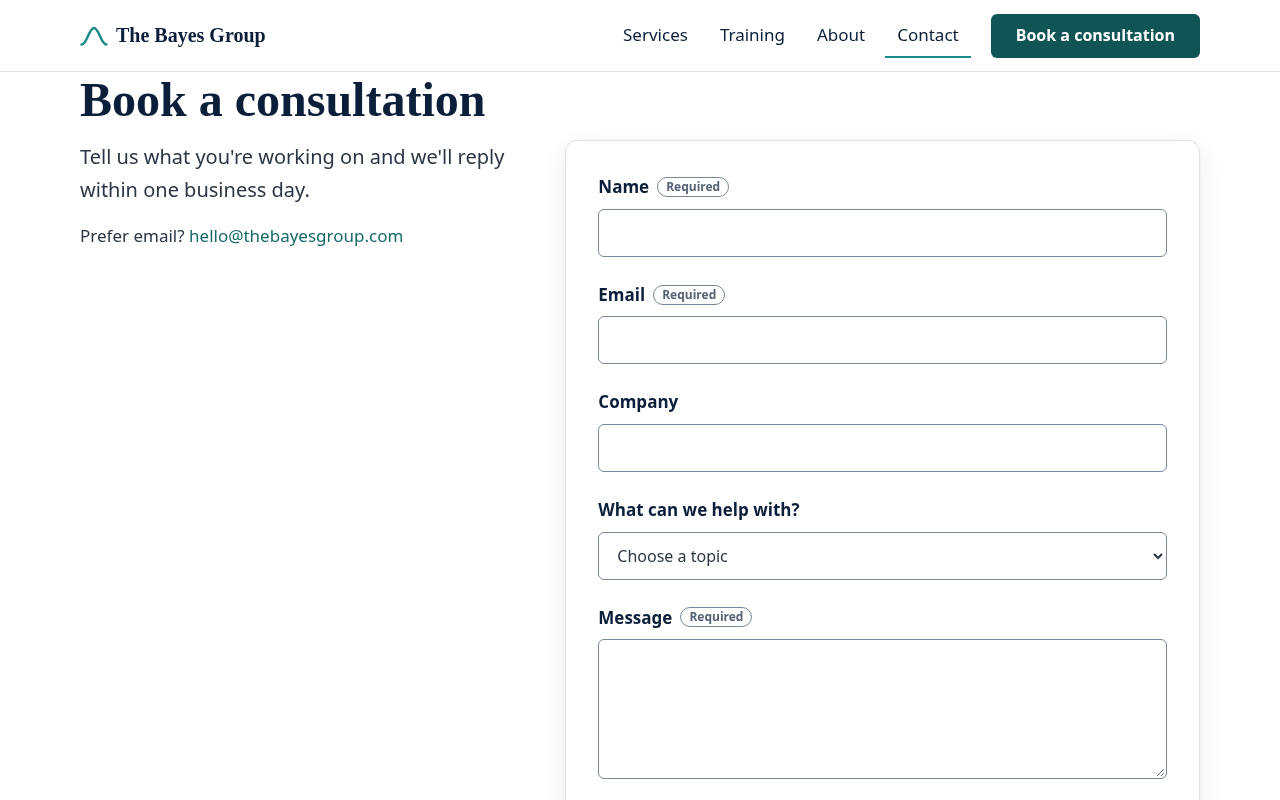 The Bayes Group
Services
Training
About
Contact
Book a consultation
Book a consultation
Tell us what you're working on and we'll reply
within one business day.
Prefer email? hello@thebayesgroup.com
Name Required
Email Required
Company
What can we help with?
Choose a topic
Message Required